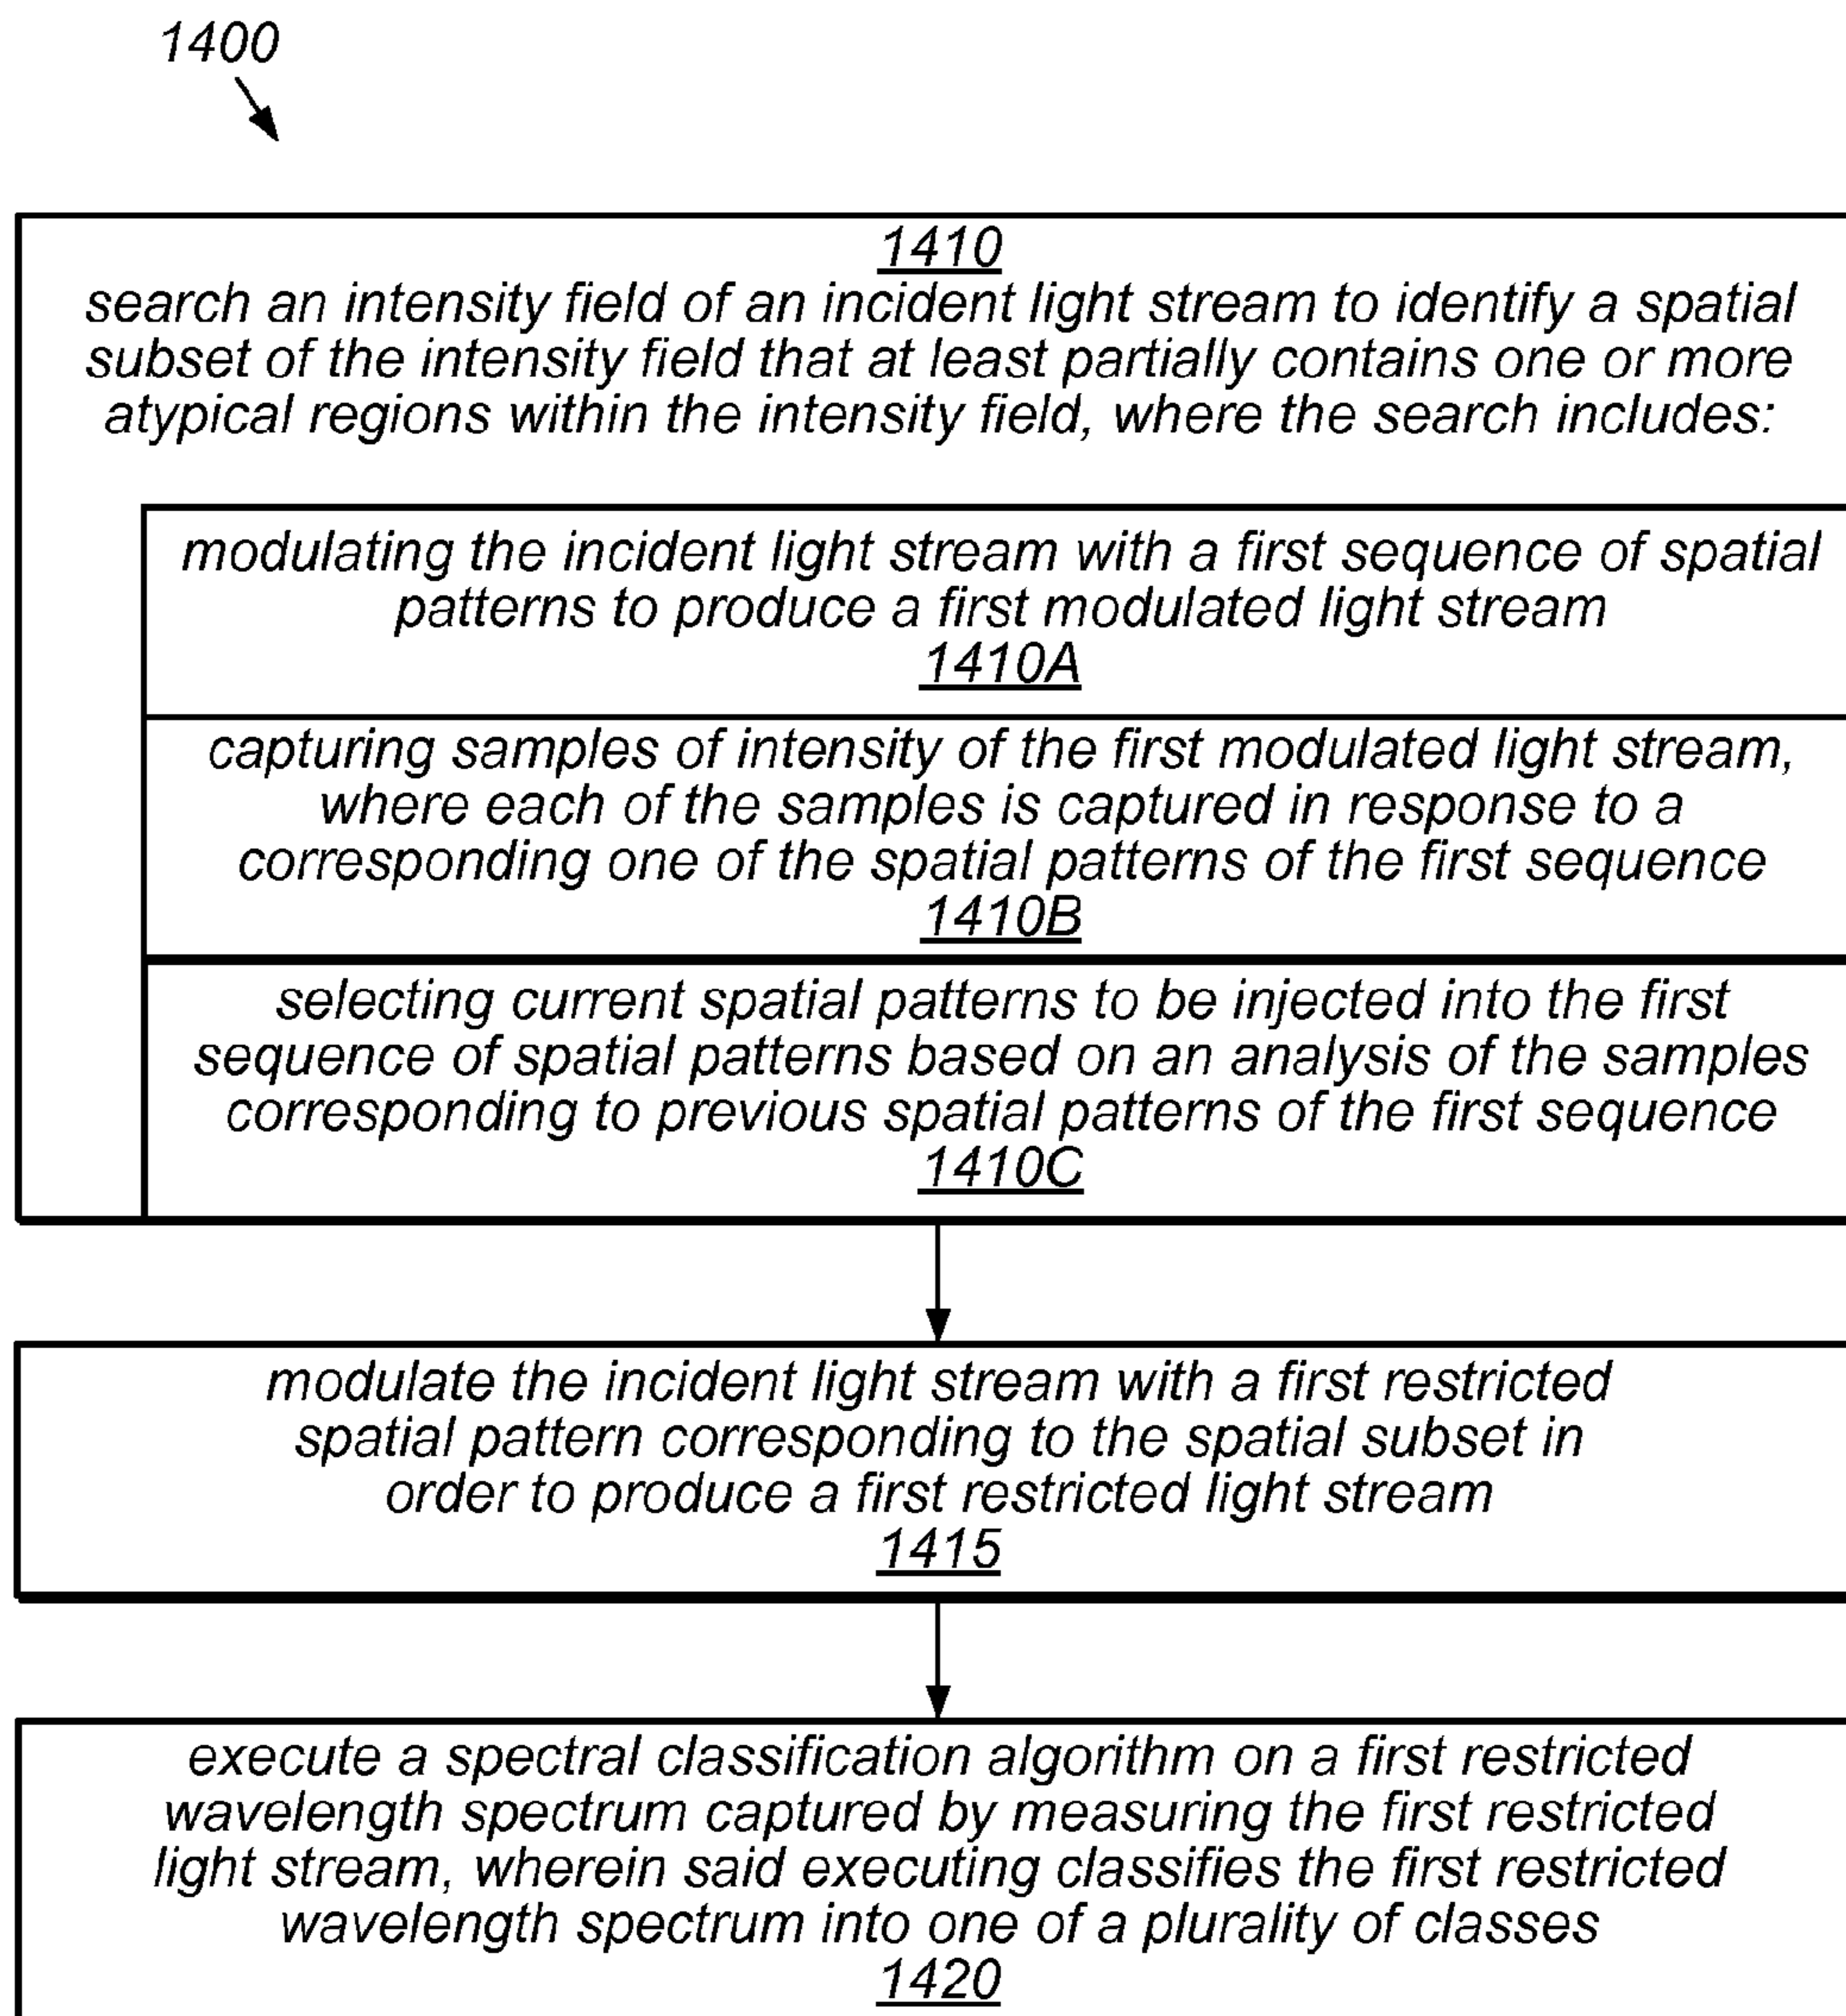 1400
1410
search an intensity field of an incident light stream to identify a spatial
subset of the intensity field that at least partially contains one or more
atypical regions within the intensity field, where the search includes:
modulating the incident light stream with a first sequence of spatial
patterns to produce a first modulated light stream
1410A
capturing samples of intensity of the first modulated light stream,
where each of the samples is captured in response to a
corresponding one of the spatial patterns of the first sequence
1410B
selecting current spatial patterns to be injected into the first
sequence of spatial patterns based on an analysis of the samples
corresponding to previous spatial patterns of the first sequence
1410C
modulate the incident light stream with a first restricted
spatial pattern corresponding to the spatial subset in
order to produce a first restricted light stream
1415
execute a spectral classification algorithm on a first restricted
wavelength spectrum captured by measuring the first restricted
light stream, wherein said executing classifies the first restricted
wavelength spectrum into one of a plurality of classes
1420